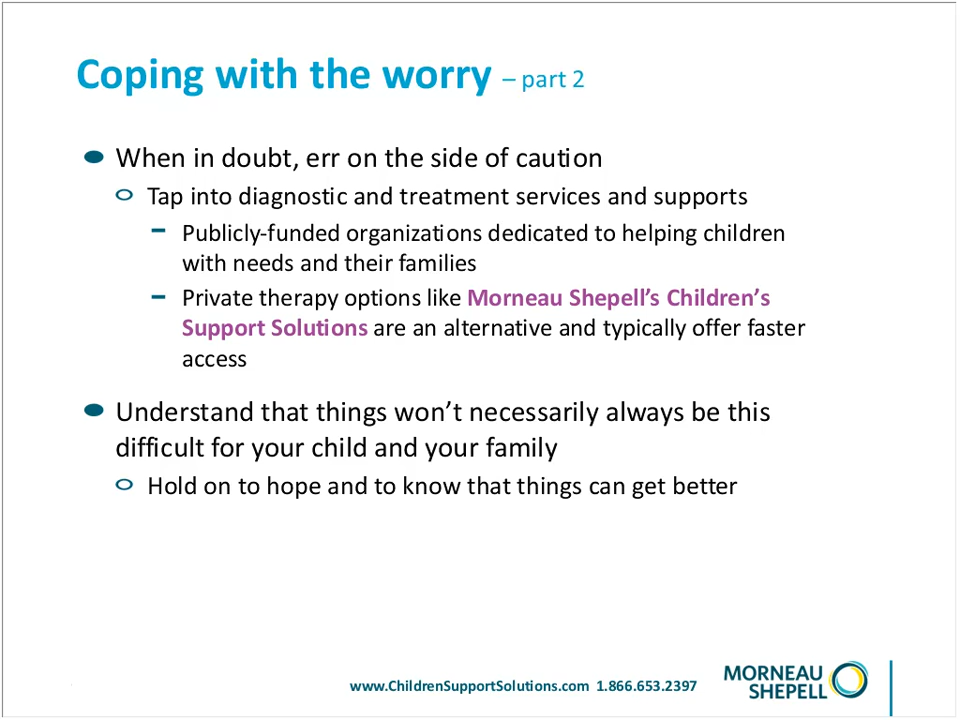 Coping with the worry – part 2
When in doubt, err on the side of caution
Tap into diagnostic and treatment services and supports
Publicly-funded organizations dedicated to helping children
with needs and their families
Private therapy options like Morneau Shepell’s Children’s
Support Solutions are an alternative and typically offer faster
access
Understand that things won’t necessarily always be this
difficult for your child and your family
Hold on to hope and to know that things can get better
www.ChildrenSupportSolutions.com 1.866.653.2397
MORNEAU
SHEPELL